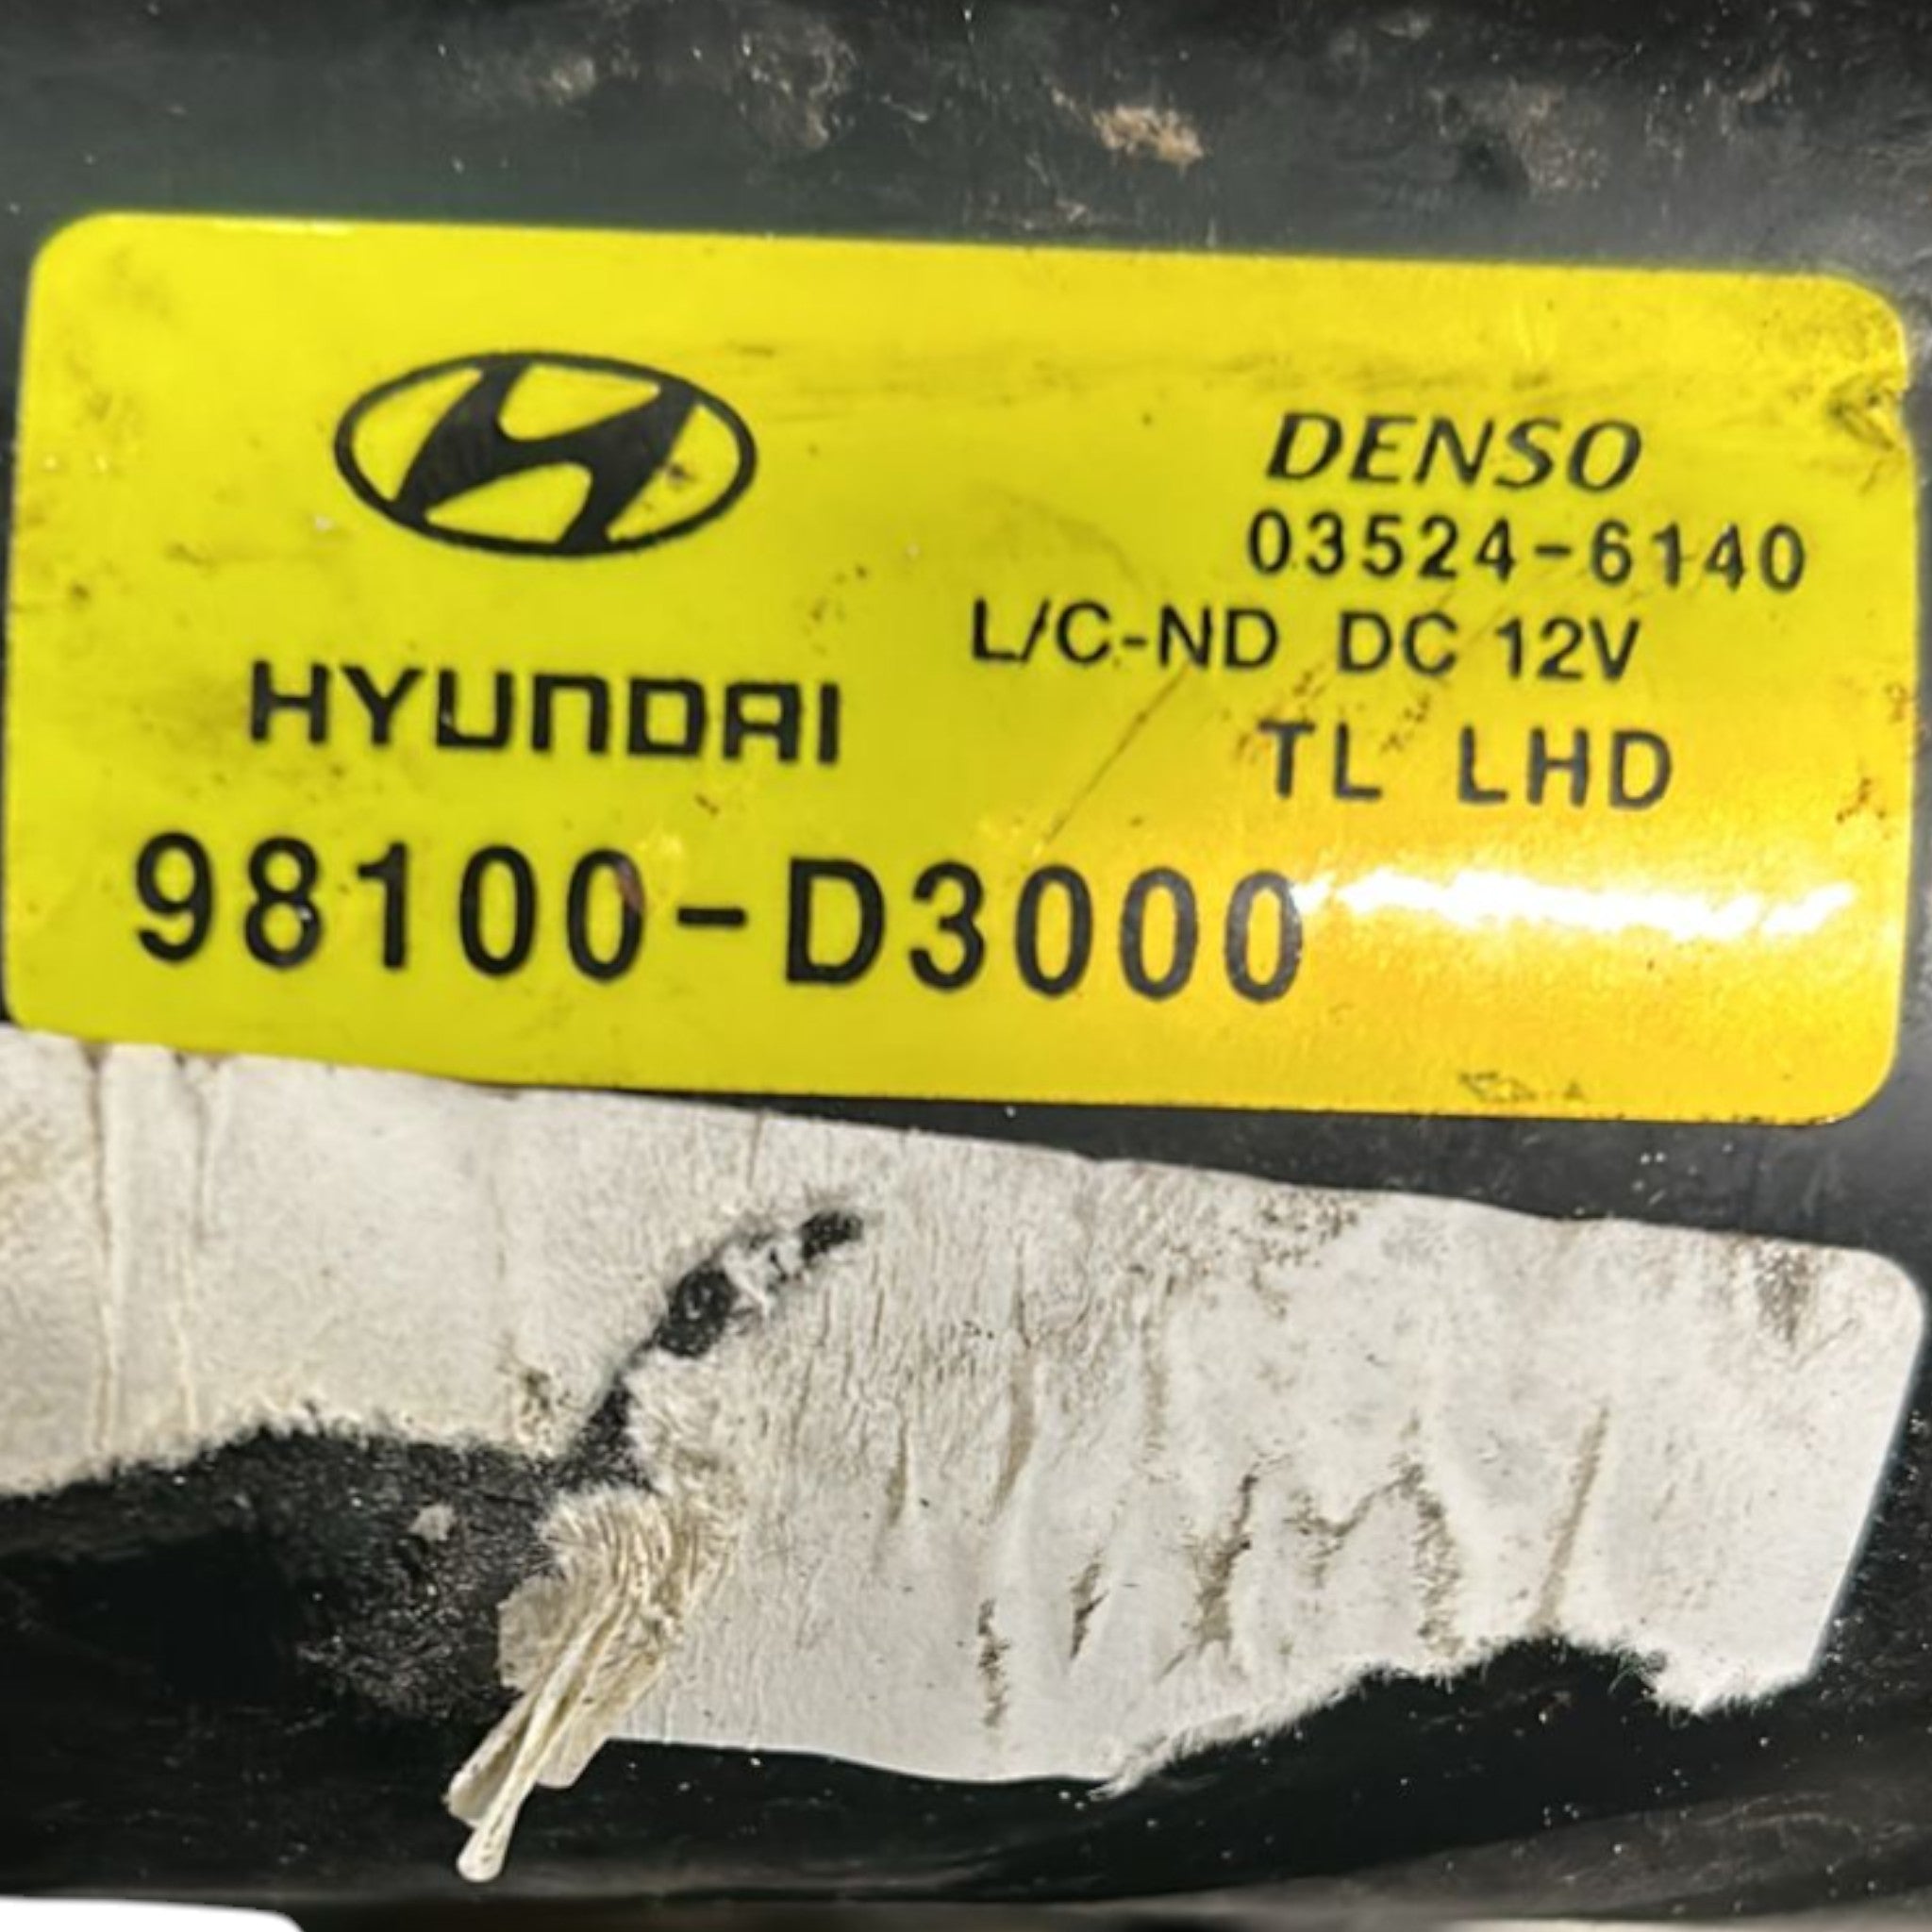 DENSO
03524-6140
L/C-ND DC 12V
HYUNDAI
TL LHD
98100-D3000